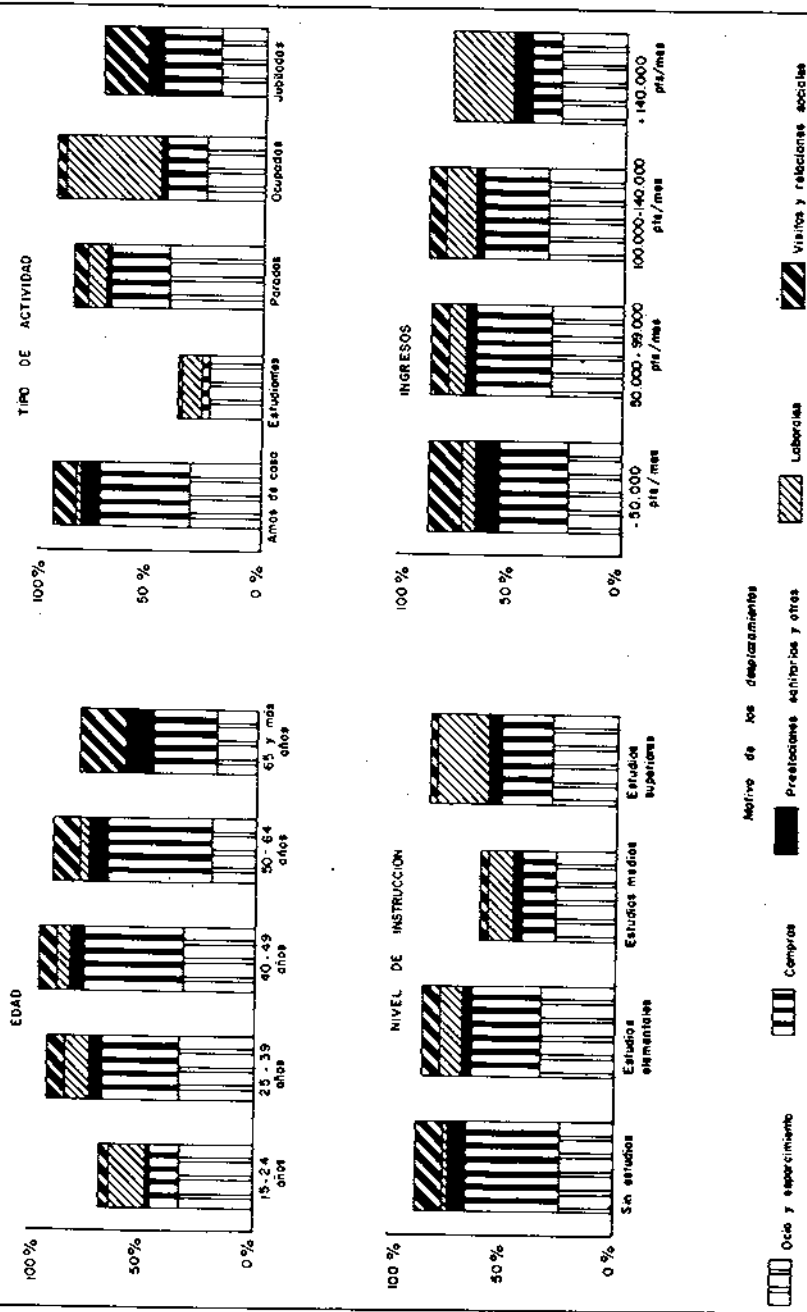 EDAD
100 %
50 %
0 %
15-24
años
25-39
años
40-49
años
50-64
años
65 y mas
años
TIPO DE ACTIVIDAD
100 %
50 %
0 %
Amas de casa
Estudiantes
Parados
Ocupados
Jubilados
NIVEL DE INSTRUCCION
100 %
50 %
0 %
Sin estudios
Estudios
elementales
Estudios medios
Estudios
superiores
INGRESOS
100 %
50 %
0 %
- 50.000
pts/mes
50.000 - 99.000
pts/mes
100.000-140.000
pts/mes
+ 140.000
pts/mes
Motivo de los desplazamientos
Ocio y esparcimiento
Compras
Prestaciones sanitarias y otros
Laborales
Visitas y relaciones sociales